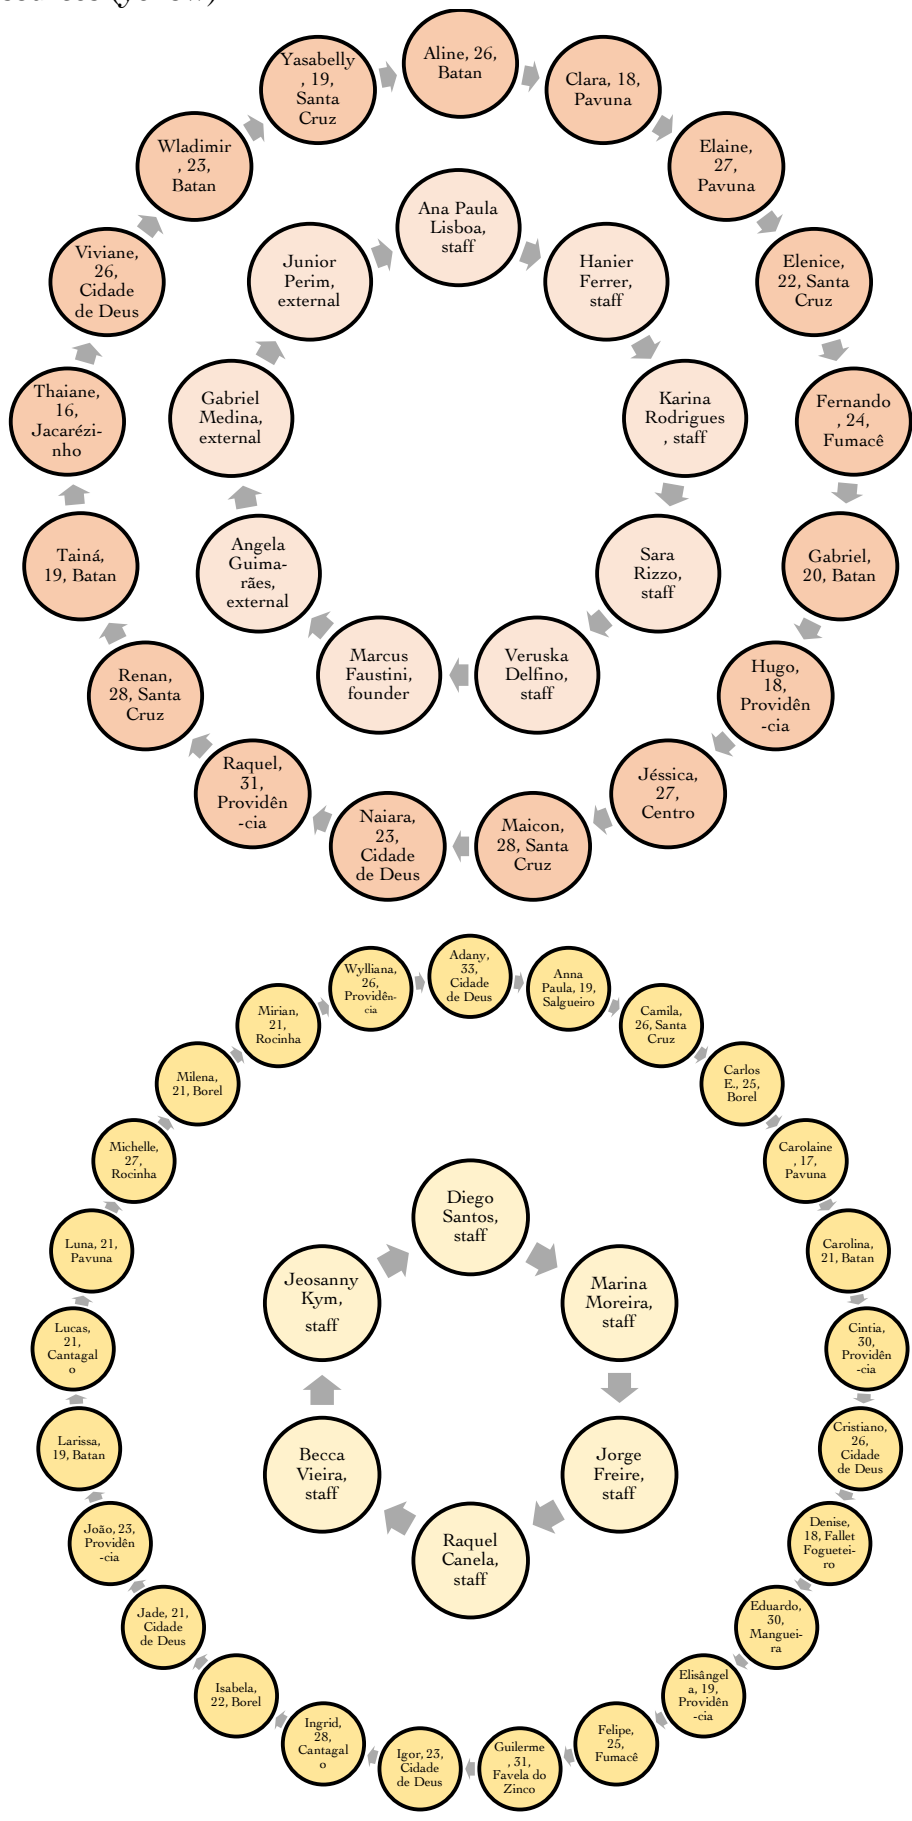 Aline, 26,
Batan
Clara, 18,
Pavuna
Elaine,
27,
Pavuna
Elenice,
22, Santa
Cruz
Fernando
, 24,
Fumacê
Gabriel,
20, Batan
Hugo,
18,
Providên
-cia
Jéssica,
27,
Centro
Maicon,
28, Santa
Cruz
Naiara,
23,
Cidade
de Deus
Raquel,
31,
Providên
-cia
Renan,
28, Santa
Cruz
Tainá,
19, Batan
Thaiane,
16,
Jacarézi-
nho
Viviane,
26,
Cidade
de Deus
Wladimir
, 23,
Batan
Yasabelly
, 19,
Santa
Cruz
Ana Paula
Lisboa,
staff
Hanier
Ferrer,
staff
Karina
Rodrigues
, staff
Sara
Rizzo,
staff
Veruska
Delfino,
staff
Marcus
Faustini,
founder
Angela
Guima-
rães,
external
Gabriel
Medina,
external
Junior
Perim,
external
Adany,
33,
Cidade
de Deus
Anna
Paula, 19,
Salgueiro
Camila,
26, Santa
Cruz
Carlos
E., 25,
Borel
Carolaine
, 17,
Pavuna
Carolina,
21, Batan
Cintia,
30,
Providên
-cia
Cristiano,
26,
Cidade
de Deus
Denise,
18, Fallet
Foguetei-
ro
Eduardo,
30,
Manguei-
ra
Elisângel
a, 19,
Providên
-cia
Felipe,
25,
Fumacê
Guilerme
, 31,
Favela do
Zinco
Igor, 23,
Cidade
de Deus
Ingrid,
28,
Cantagal
o
Isabela,
22, Borel
Jade, 21,
Cidade
de Deus
João, 23,
Providên
-cia
Larissa,
19, Batan
Lucas,
21,
Cantagal
o
Luna, 21,
Pavuna
Michelle,
27,
Rocinha
Milena,
21, Borel
Mirian,
21,
Rocinha
Wylliana,
26,
Providên-
cia
Diego
Santos,
staff
Marina
Moreira,
staff
Jorge
Freire,
staff
Raquel
Canela,
staff
Becca
Vieira,
staff
Jeosanny
Kym,
staff